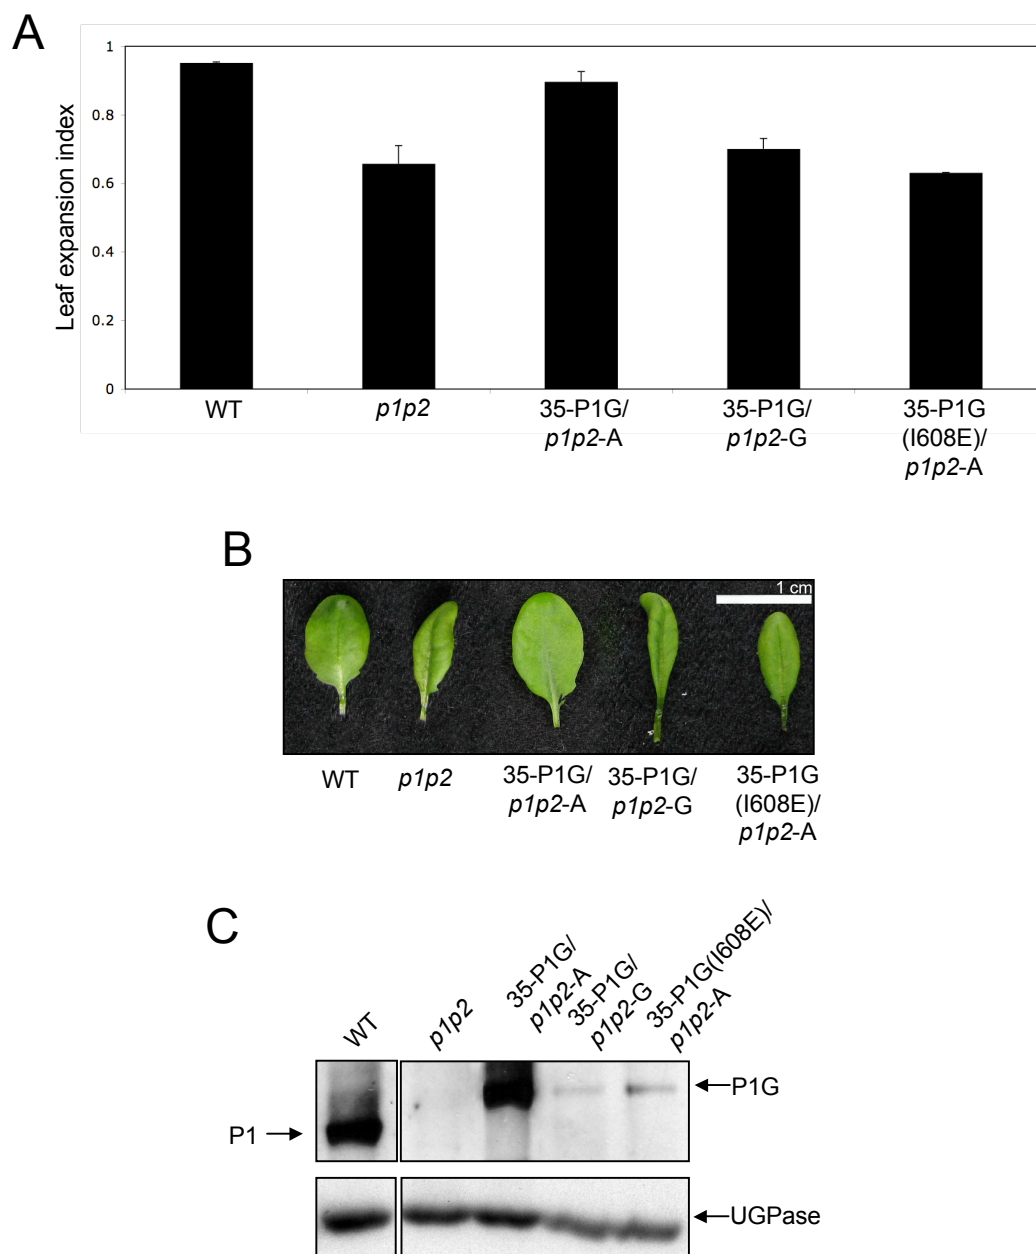 A
Leaf expansion index
1
0.8
0.6
0.4
0.2
0
WT
p1p2
35-P1G/
p1p2-A
35-P1G/
p1p2-G
35-P1G
(I608E)/
p1p2-A
B
1 cm
WT
p1p2
35-P1G/
p1p2-A
35-P1G/
p1p2-G
35-P1G
(I608E)/
p1p2-A
C
WT
p1p2
35-P1G/
p1p2-A
35-P1G/
p1p2-G
35-P1G(I608E)/
p1p2-A
P1G
P1
UGPase